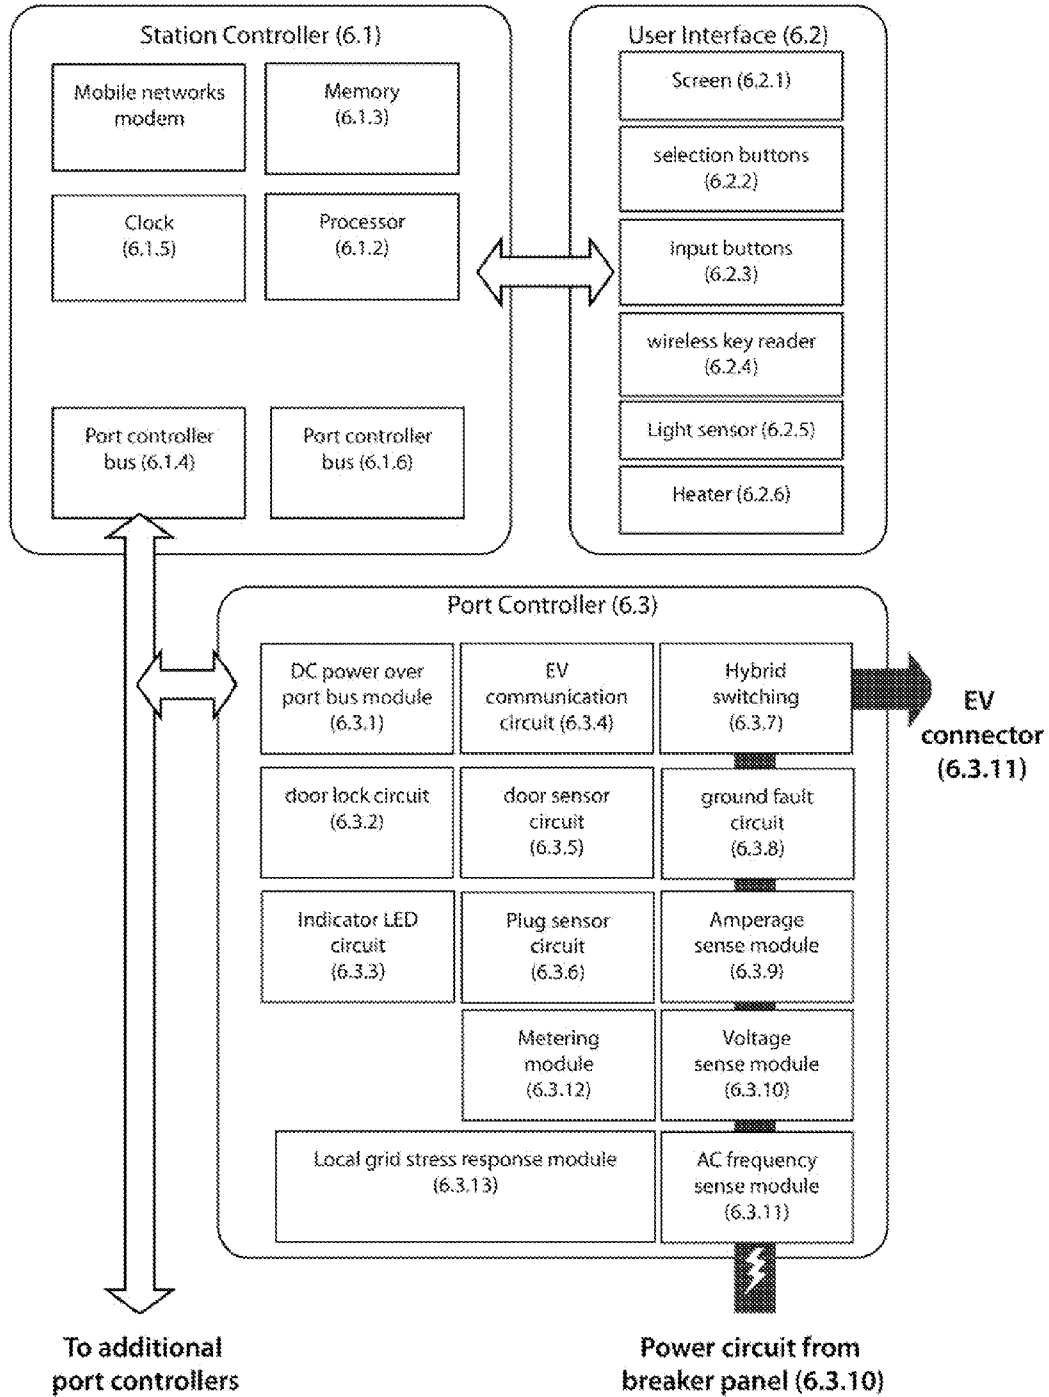 Station Controller (6.1)
Mobile networks
modem
Memory
(6.1.3)
Clock
(6.1.5)
Processor
(6.1.2)
Port controller
bus (6.1.4)
Port controller
bus (6.1.6)
User Interface (6.2)
Screen (6.2.1)
selection buttons
(6.2.2)
input buttons
(6.2.3)
wireless key reader
(6.2.4)
Light sensor (6.2.5)
Heater (6.2.6)
Port Controller (6.3)
DC power over
port bus module
(6.3.1)
EV
communication
circuit (6.3.4)
Hybrid
switching
(6.3.7)
EV
connector
(6.3.11)
door lock circuit
(6.3.2)
door sensor
circuit
(6.3.5)
ground fault
circuit
(6.3.8)
Indicator LED
circuit
(6.3.3)
Plug sensor
circuit
(6.3.6)
Amperage
sense module
(6.3.9)
Metering
module
(6.3.12)
Voltage
sense module
(6.3.10)
Local grid stress response module
(6.3.13)
AC frequency
sense module
(6.3.11)
To additional
port controllers
Power circuit from
breaker panel (6.3.10)